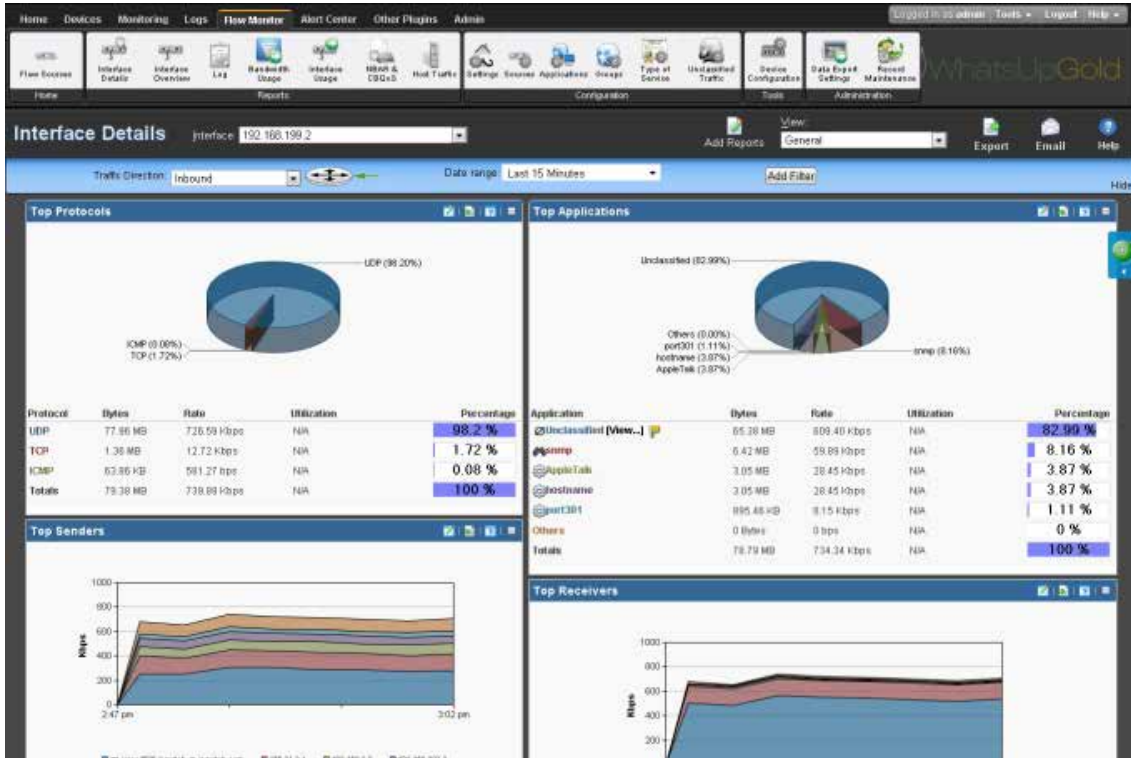 Home Devices Monitoring Logs Flow Monitor Alert Center Other Plugins Admin
Logged in as admin Tools Logout Help
Flow Sources
Interface Details
Interface Overview
Log
Bandwidth Usage
Interface Usage
NBAR & CBQoS
Host Traffic
Settings
Sources
Applications
Groups
Type of Service
Unclassified Traffic
Device Configuration
Data Export Settings
Record Maintenance
Home
Reports
Configuration
Tools
Administration
WhatsUpGold
Interface Details
Interface: 192.168.199.2
Add Reports
View:
General
Export
Email
Help
Traffic Direction: Inbound
Date range: Last 15 Minutes
Add Filter
Hide
Top Protocols
UDP (98.20%)
ICMP (0.08%)
TCP (1.72%)
Protocol Bytes Rate Utilization Percentage
UDP 77.96 MB 726.59 Kbps N/A 98.2 %
TCP 1.36 MB 12.72 Kbps N/A 1.72 %
ICMP 63.86 KB 581.27 bps N/A 0.08 %
Totals 79.38 MB 739.89 Kbps N/A 100 %
Top Applications
Unclassified (82.99%)
Others (0.00%)
port301 (1.11%)
hostname (3.87%)
AppleTalk (3.87%)
snmp (8.16%)
Application Bytes Rate Utilization Percentage
Unclassified [View...] 65.38 MB 609.40 Kbps N/A 82.99 %
snmp 6.42 MB 59.89 Kbps N/A 8.16 %
AppleTalk 3.05 MB 28.45 Kbps N/A 3.87 %
hostname 3.05 MB 28.45 Kbps N/A 3.87 %
port301 895.46 KB 8.15 Kbps N/A 1.11 %
Others 0 Bytes 0 bps N/A 0 %
Totals 78.79 MB 734.34 Kbps N/A 100 %
Top Senders
Kbps
1000
800
600
400
200
0
2:47 pm
3:02 pm
Top Receivers
Kbps
1000
800
600
400
200